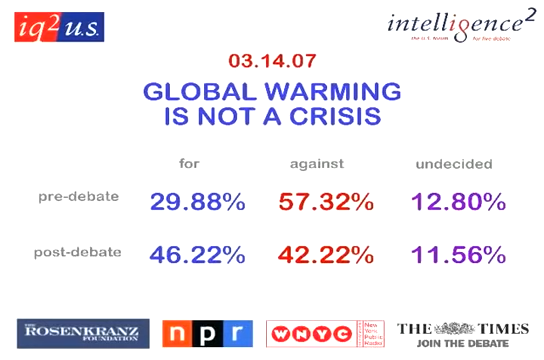 iq2 u.s.
intelligence²
03.14.07
GLOBAL WARMING
IS NOT A CRISIS
for against undecided
pre-debate 29.88% 57.32% 12.80%
post-debate 46.22% 42.22% 11.56%
THE
ROSENKRANZ
FOUNDATION
npr
WNYC
New
York
Public
Radio
THE TIMES
JOIN THE DEBATE